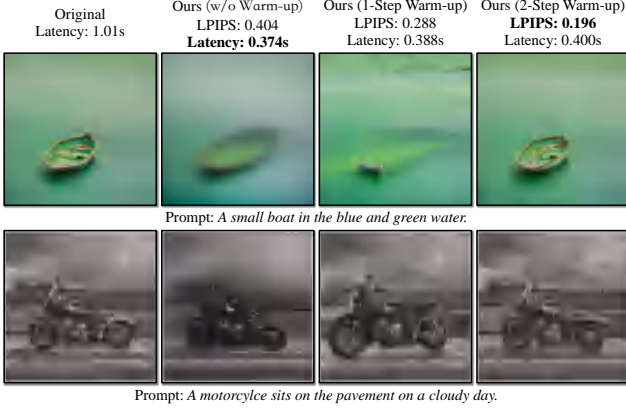 Original
Latency: 1.01s
Ours (w/o Warm-up)
LPIPS: 0.404
Latency: 0.374s
Ours (1-Step Warm-up)
LPIPS: 0.288
Latency: 0.388s
Ours (2-Step Warm-up)
LPIPS: 0.196
Latency: 0.400s
Prompt: A small boat in the blue and green water.
Prompt: A motorcylce sits on the pavement on a cloudy day.